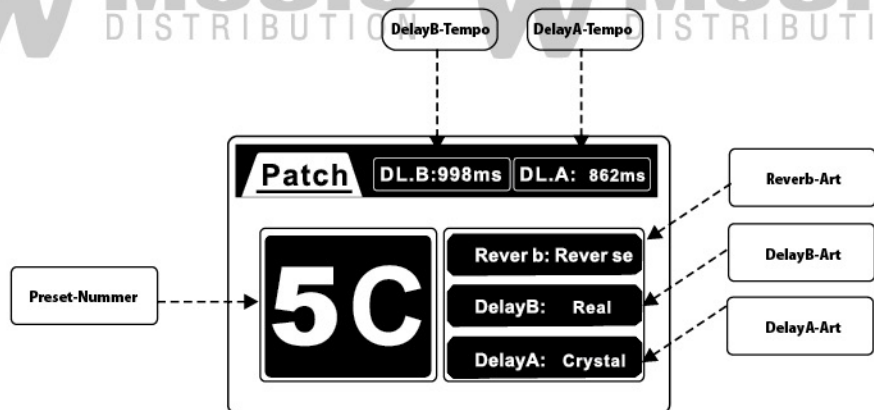 DISTRIBUTION
DISTRIBUTI
DelayB-Tempo
DelayA-Tempo
Patch
DL.B:998ms
DL.A: 862ms
5C
Rever b: Rever se
DelayB: Real
DelayA: Crystal
Preset-Nummer
Reverb-Art
DelayB-Art
DelayA-Art